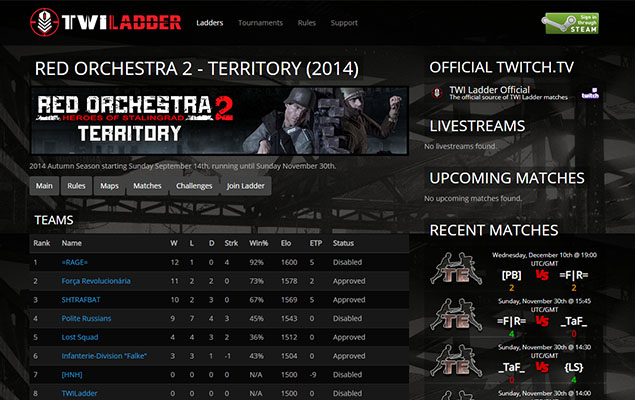 TWILADDER
Ladders Tournaments Rules Support
Sign in through STEAM
RED ORCHESTRA 2 - TERRITORY (2014)
RED ORCHESTRA 2
HEROES OF STALINGRAD
TERRITORY
2014 Autumn Season starting Sunday September 14th, running until Sunday November 30th.
Main Rules Maps Matches Challenges Join Ladder
TEAMS
Rank Name W L D Strk Win% Elo ETP Status
1 =RAGE= 12 1 0 4 92% 1600 5 Disabled
2 Força Revolucionária 11 2 2 0 73% 1578 2 Approved
3 SHTRAFBAT 10 2 3 0 67% 1569 5 Approved
4 Polite Russians 9 7 4 3 45% 1543 0 Disabled
5 Lost Squad 4 4 3 2 36% 1512 0 Approved
6 Infanterie-Division "Falke" 3 3 1 -1 43% 1504 0 Approved
7 [HNH] 0 0 0 0 N/A 1500 -9 Disabled
8 TWILadder 0 0 0 0 N/A 1500 0 Disabled
OFFICIAL TWITCH.TV
TWI Ladder Official
The official source of TWI Ladder matches
twitch
LIVESTREAMS
No livestreams found.
UPCOMING MATCHES
No upcoming matches found.
RECENT MATCHES
Wednesday, December 10th @ 19:00
UTC/GMT
TE [PB] VS =F|R=
2 2
Sunday, November 30th @ 15:45
UTC/GMT
TE =F|R= VS _TaF_
4 0
Sunday, November 30th @ 14:30
UTC/GMT
TE _TaF_ VS {LS}
0 4
Sunday, November 30th @ 14:00
UTC/GMT